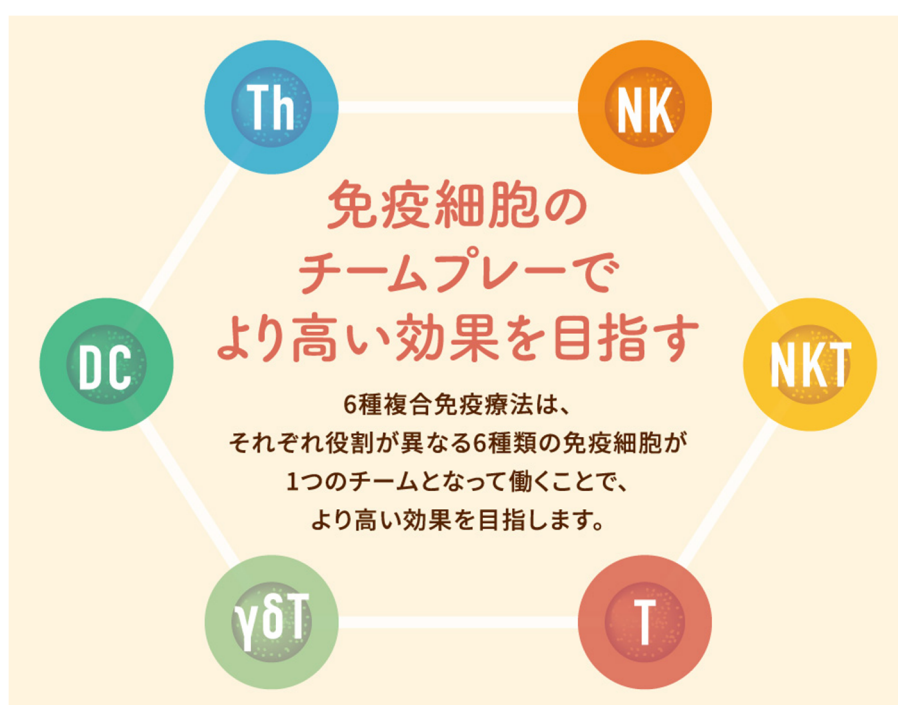 Th
NK
免疫細胞の
チームプレーで
より高い効果を目指す
DC
NKT
6種複合免疫療法は、
それぞれ役割が異なる6種類の免疫細胞が
1つのチームとなって働くことで、
より高い効果を目指します。
γδT
T